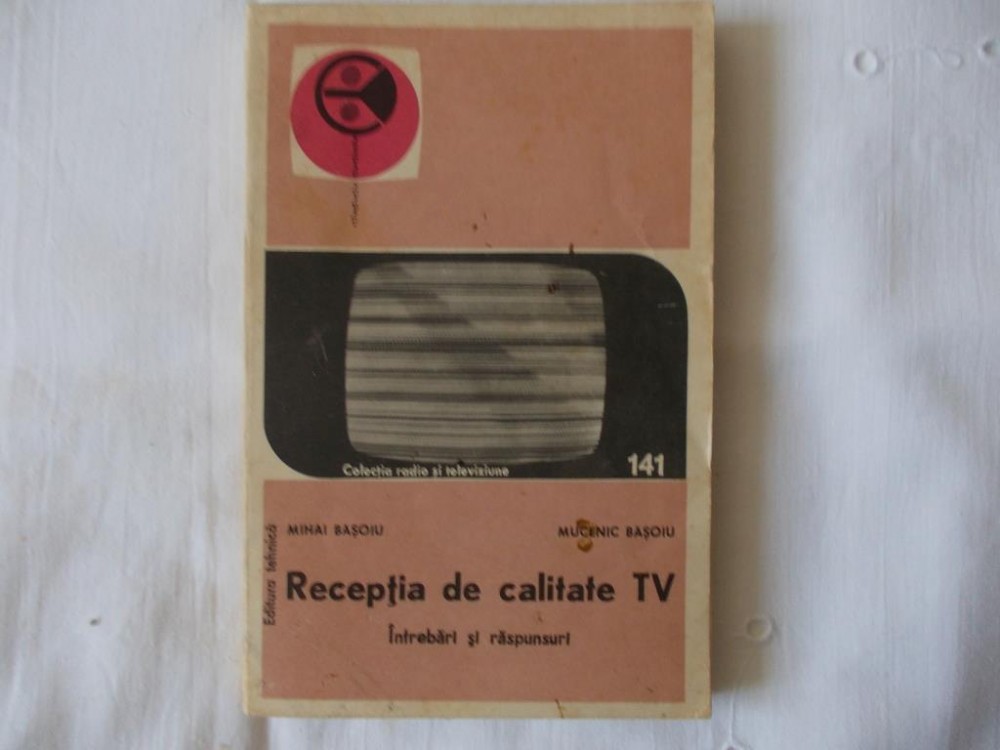 Colecția radio și televiziune
141
MIHAI BAȘOIU
MUCENIC BAȘOIU
Editura tehnică
Recepția de calitate TV
Întrebări și răspunsuri